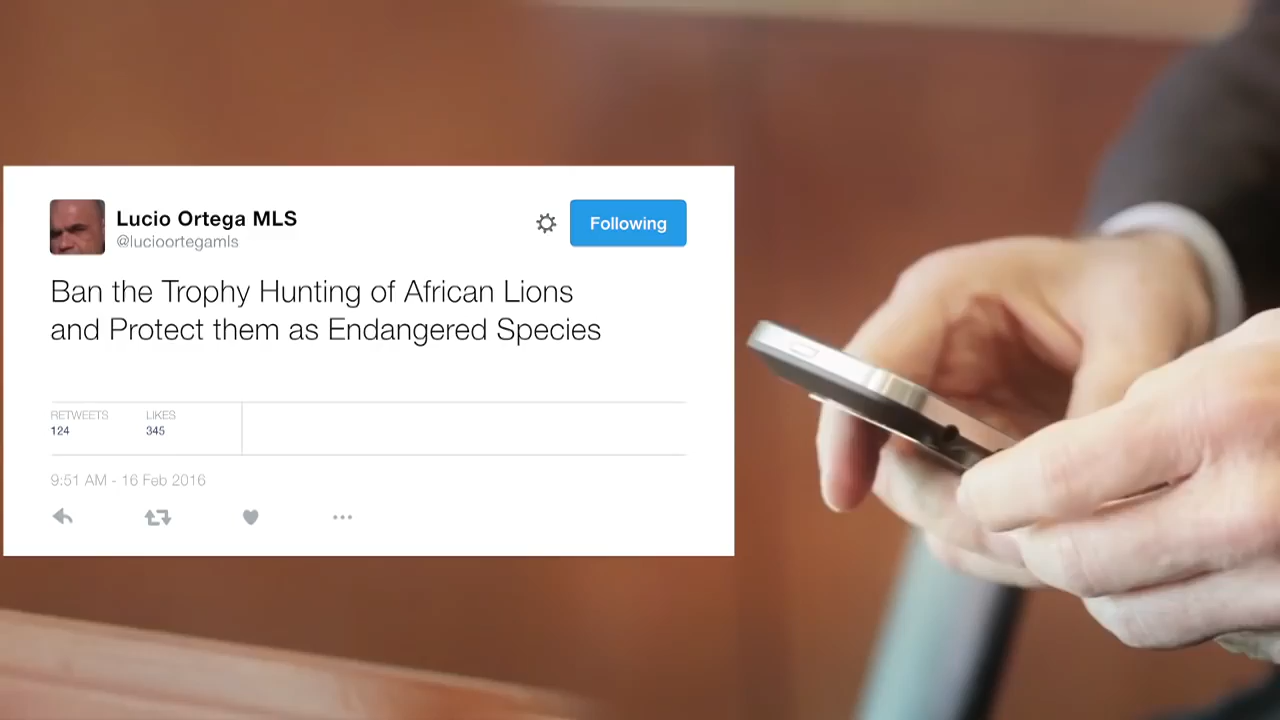 Lucio Ortega MLS
@lucioortegamls
Following
Ban the Trophy Hunting of African Lions
and Protect them as Endangered Species
RETWEETS LIKES
124 345
9:51 AM - 16 Feb 2016